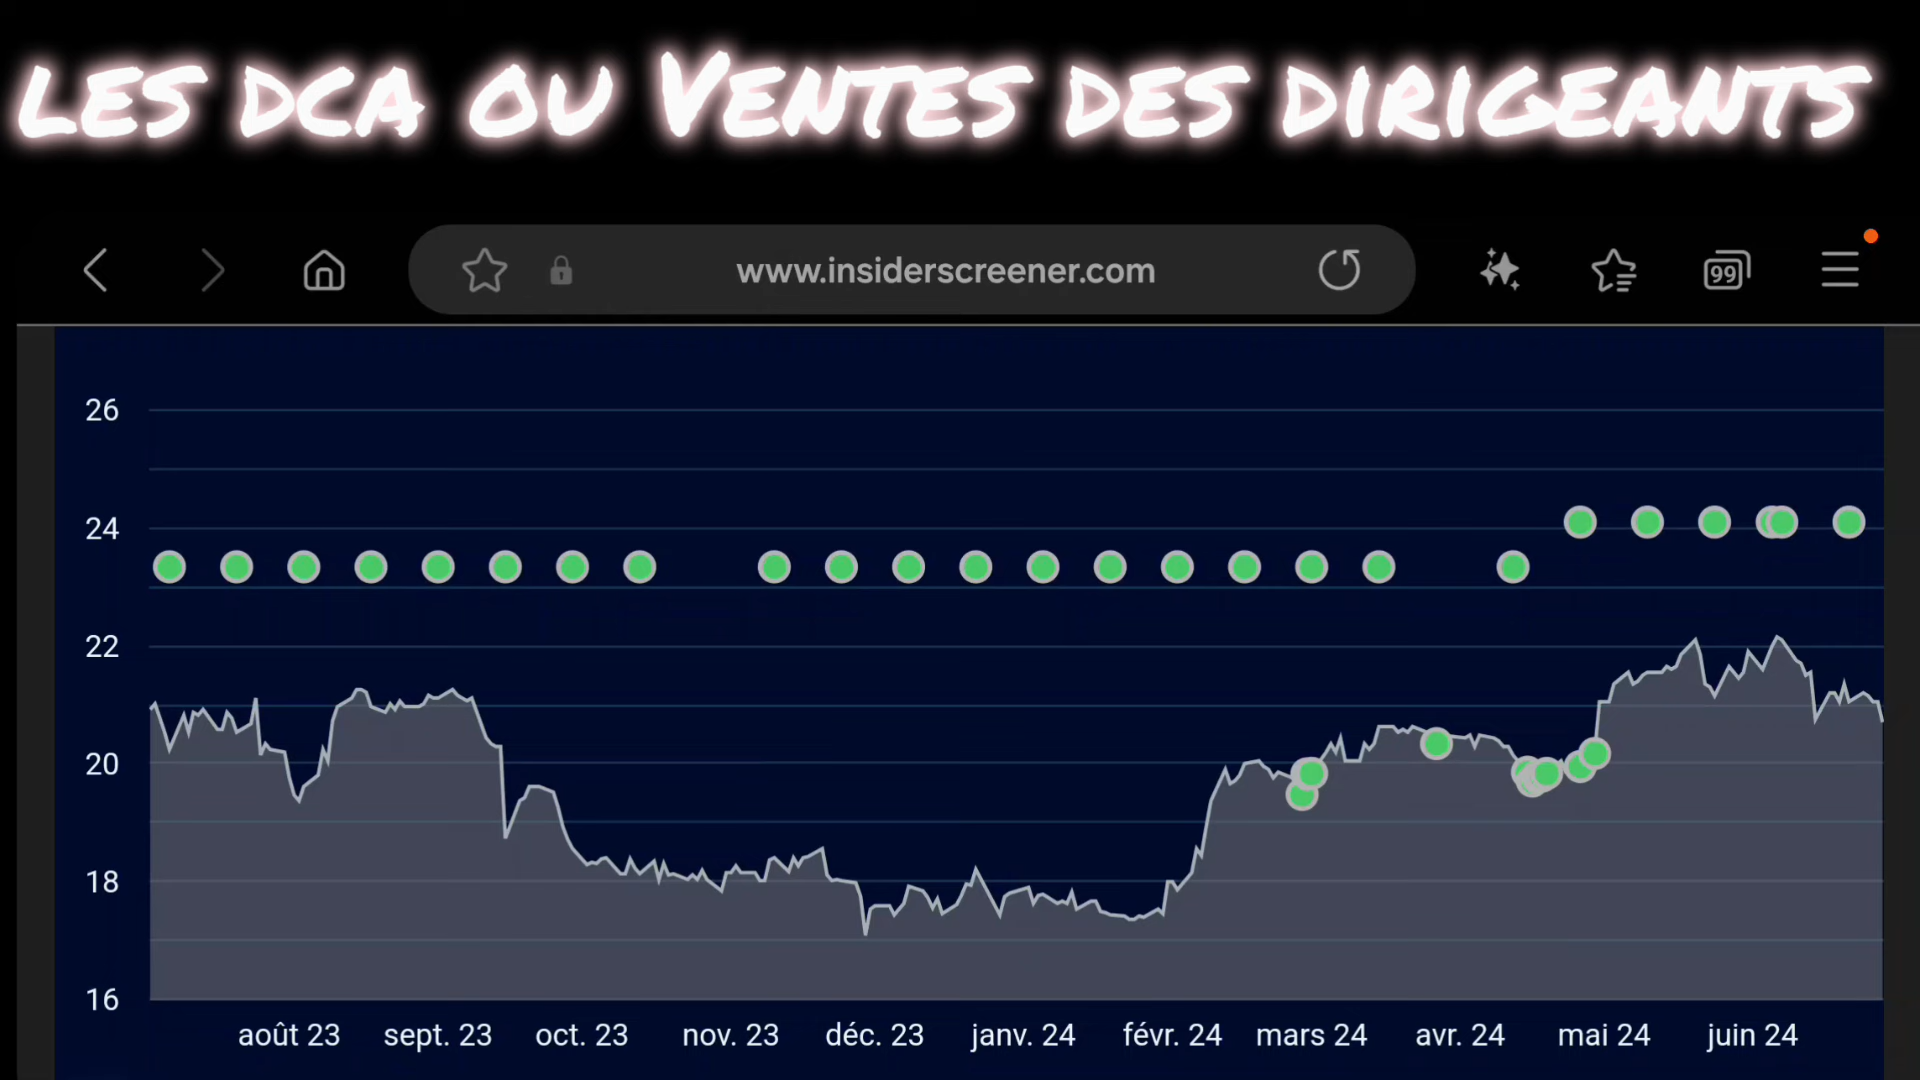 LES DCA OU VENTES DES DIRIGEANTS
www.insiderscreener.com
99
26
24
22
20
18
16
août 23 sept. 23 oct. 23 nov. 23 déc. 23 janv. 24 févr. 24 mars 24 avr. 24 mai 24 juin 24